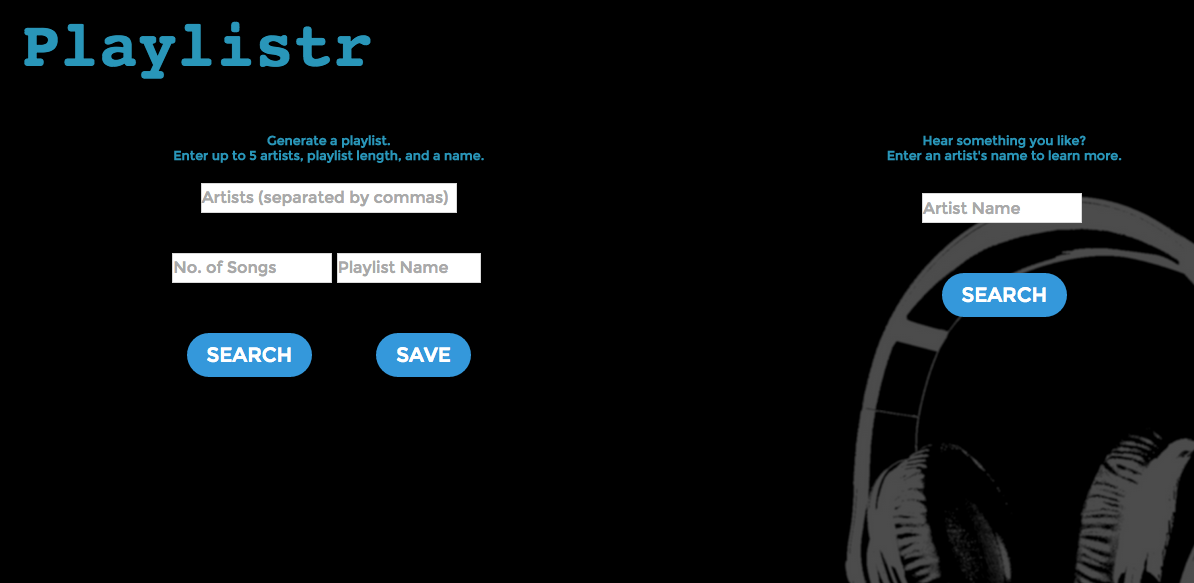 Playlistr
Generate a playlist.
Enter up to 5 artists, playlist length, and a name.
Artists (separated by commas)
No. of Songs
Playlist Name
SEARCH
SAVE
Hear something you like?
Enter an artist's name to learn more.
Artist Name
SEARCH